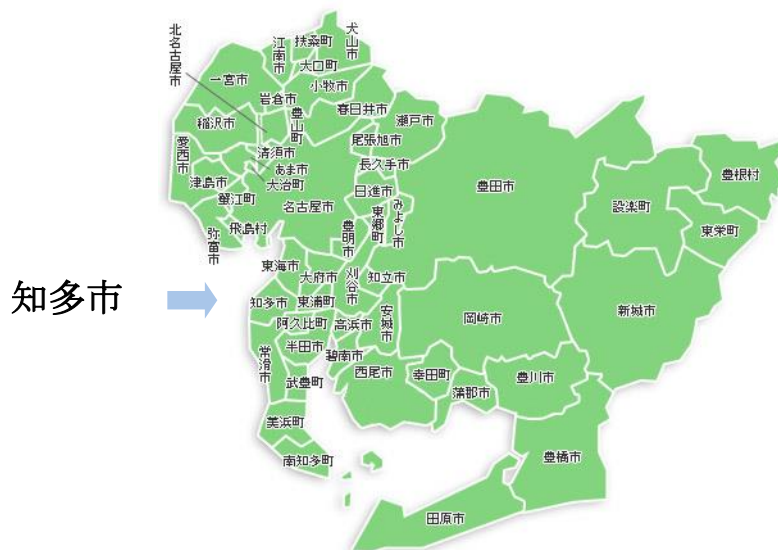 北名古屋市
江南市
扶桑町
犬山市
大口町
一宮市
小牧市
岩倉市
豊山町
春日井市
瀬戸市
稲沢市
尾張旭市
愛西市
清須市
長久手市
あま市
津島市
大治町
日進市
豊田市
豊根村
設楽町
蟹江町
名古屋市
東郷町
みよし市
東栄町
弥富市
飛島村
豊明市
東海市
大府市
刈谷市
知立市
知多市
知多市
東浦町
安城市
岡崎市
新城市
阿久比町
高浜市
常滑市
半田市
碧南市
西尾市
幸田町
豊川市
武豊町
蒲郡市
美浜町
南知多町
豊橋市
田原市